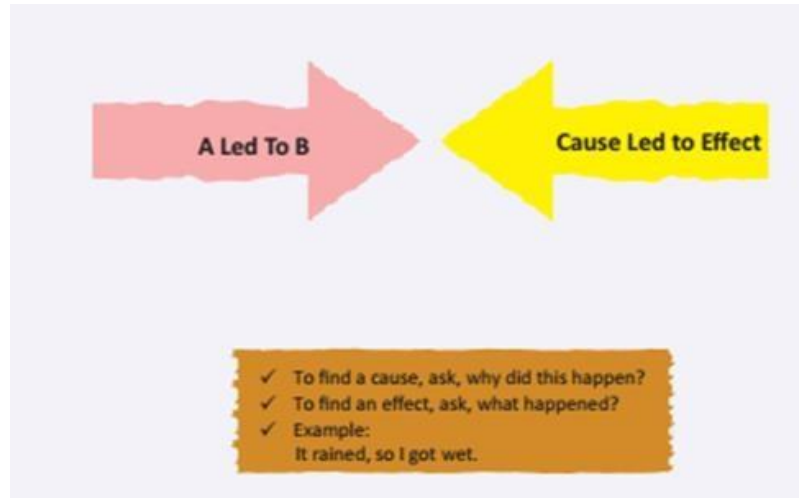 A Led To B
Cause Led to Effect
✓ To find a cause, ask, why did this happen?
✓ To find an effect, ask, what happened?
✓ Example:
It rained, so I got wet.